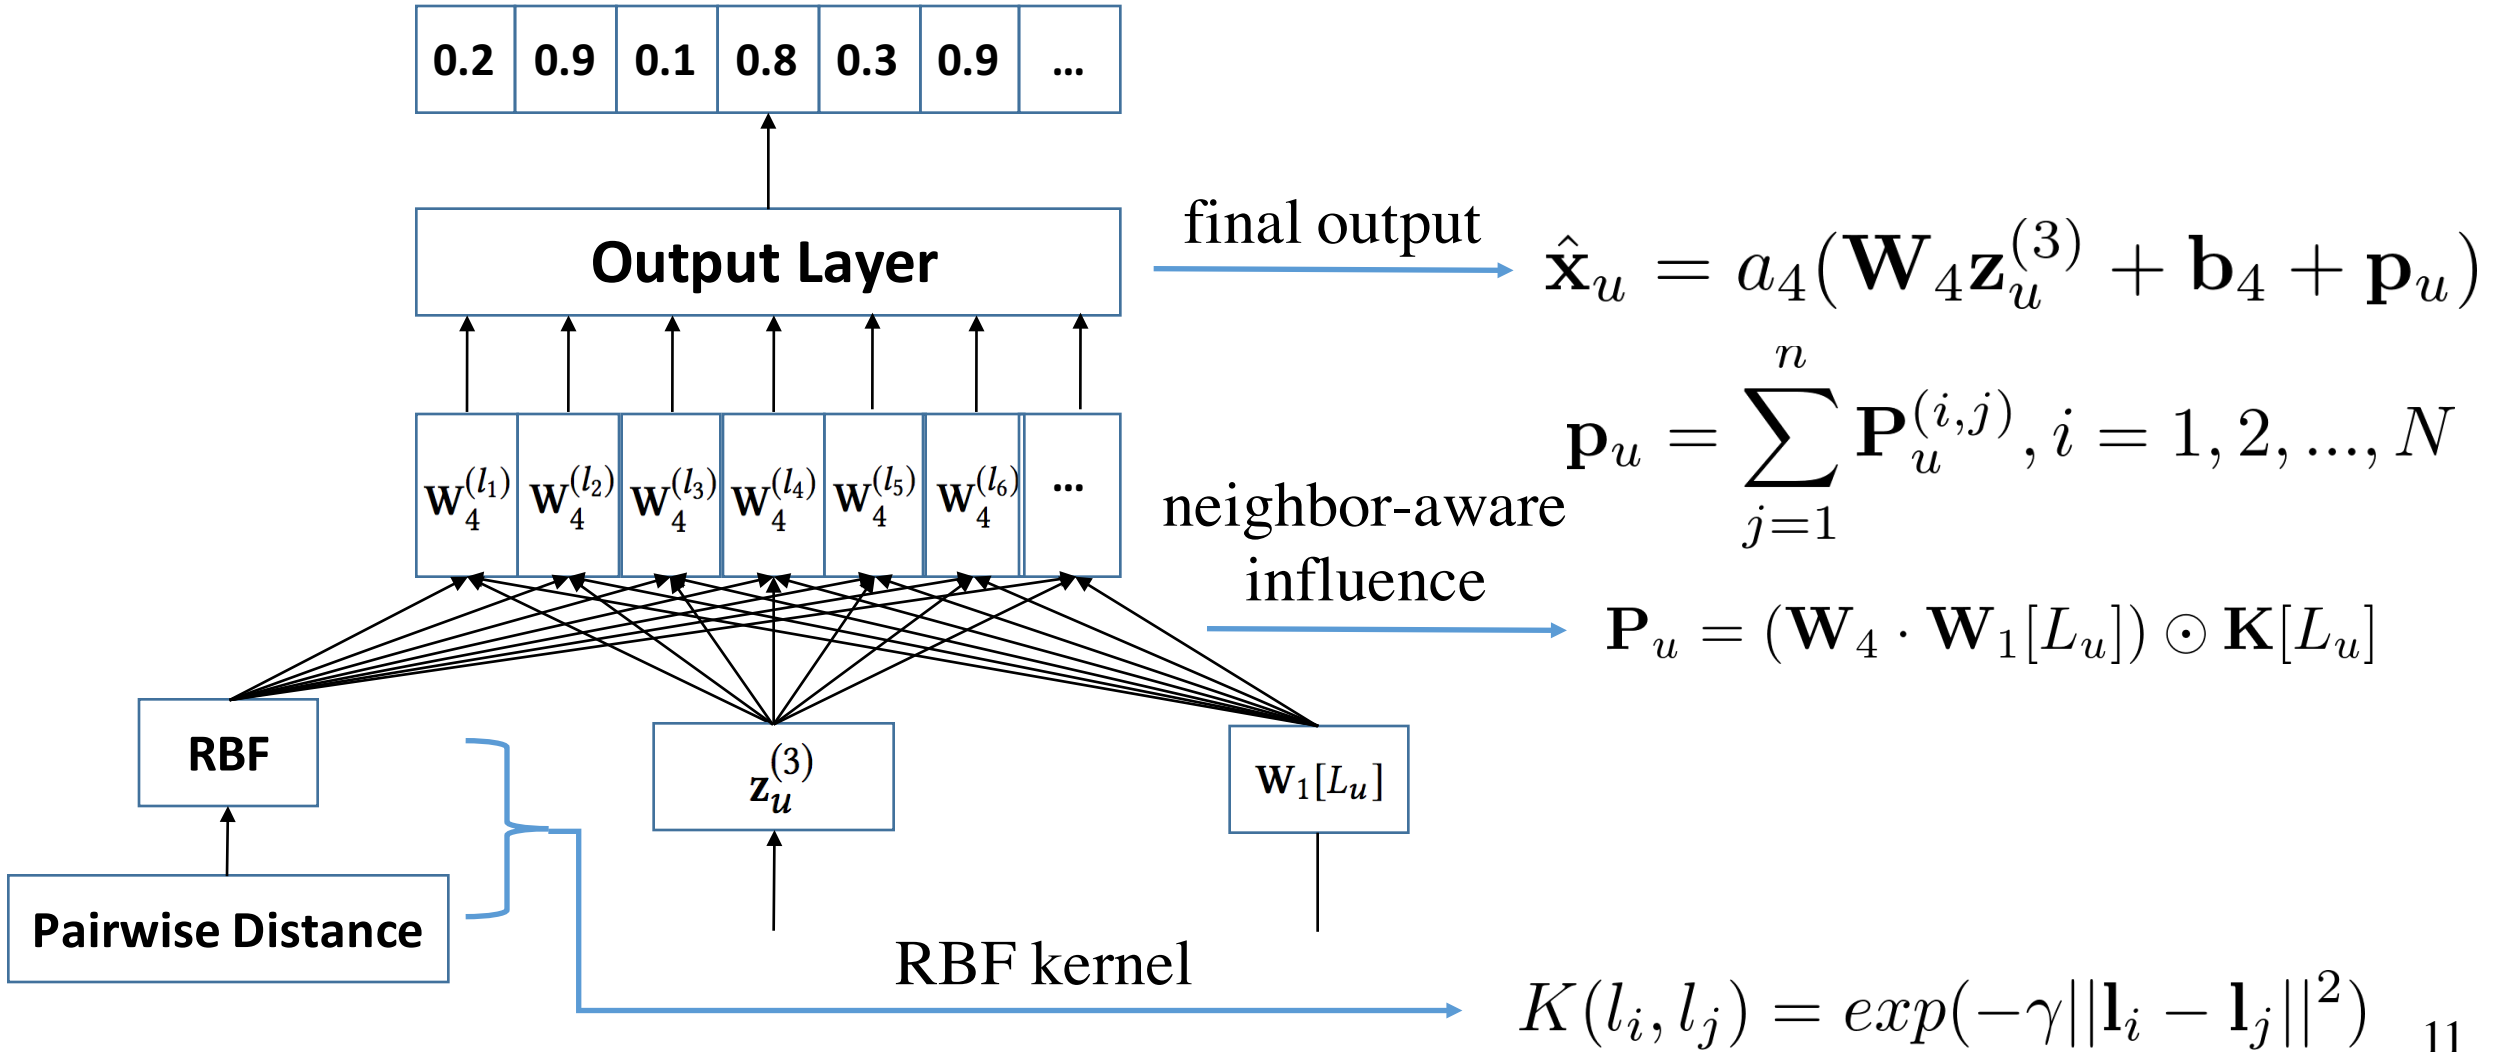 0.2 0.9 0.1 0.8 0.3 0.9 ...
Output Layer
final output
x̂_u = a_4(W_4 z_u^{(3)} + b_4 + p_u)
p_u = \sum_{j=1}^{n} P_u^{(i,j)}, i = 1, 2, ..., N
W_4^{(l_1)} W_4^{(l_2)} W_4^{(l_3)} W_4^{(l_4)} W_4^{(l_5)} W_4^{(l_6)} ...
neighbor-aware
influence
P_u = (W_4 · W_1[L_u]) ⊙ K[L_u]
RBF
z_u^{(3)}
W_1[L_u]
Pairwise Distance
RBF kernel
K(l_i, l_j) = exp(−γ||l_i − l_j||^2)
11